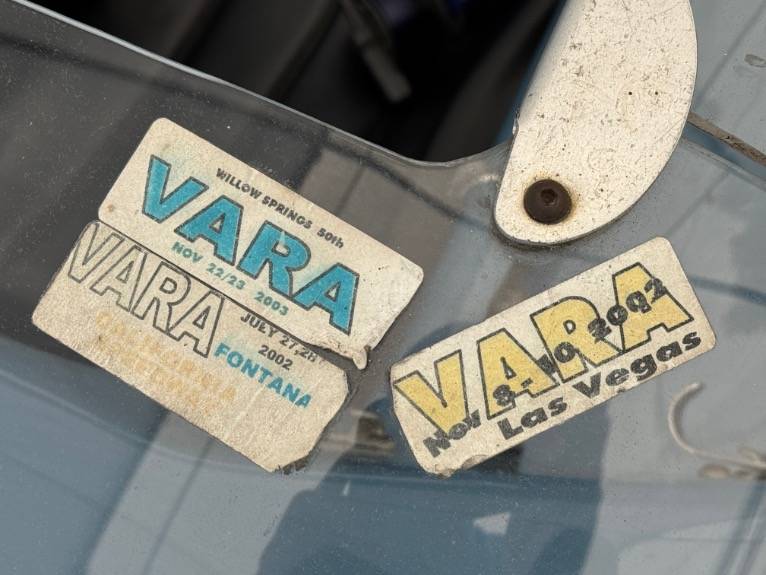 WILLOW SPRINGS 50th
VARA
NOV 22/23 2003
VARA
JULY 27,28
2002
FONTANA
CALIFORNIA
VARA
Nov 8-10 2002
Las Vegas